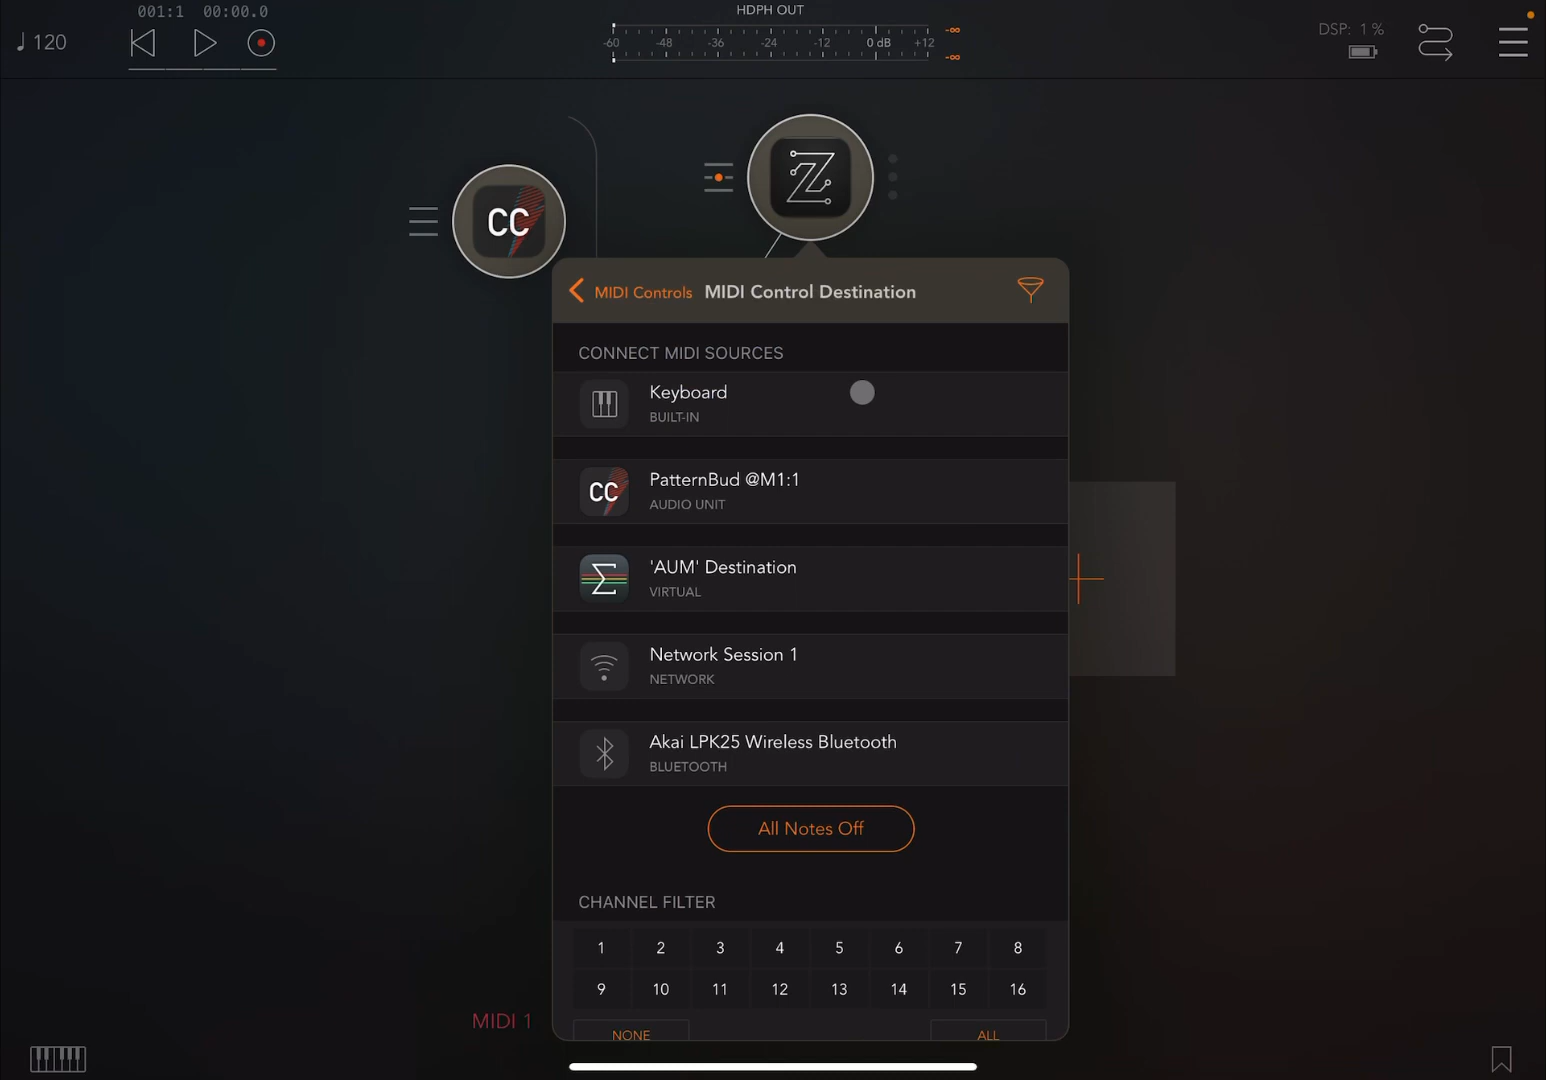 001:1 00:00.0
120
HDPH OUT
-60 -48 -36 -24 -12 0 dB +12
-∞
-∞
DSP: 1 %
CC
Z
MIDI Controls MIDI Control Destination
CONNECT MIDI SOURCES
Keyboard
BUILT-IN
CC
PatternBud @M1:1
AUDIO UNIT
Σ
'AUM' Destination
VIRTUAL
Network Session 1
NETWORK
Akai LPK25 Wireless Bluetooth
BLUETOOTH
All Notes Off
CHANNEL FILTER
1 2 3 4 5 6 7 8
9 10 11 12 13 14 15 16
MIDI 1
NONE ALL